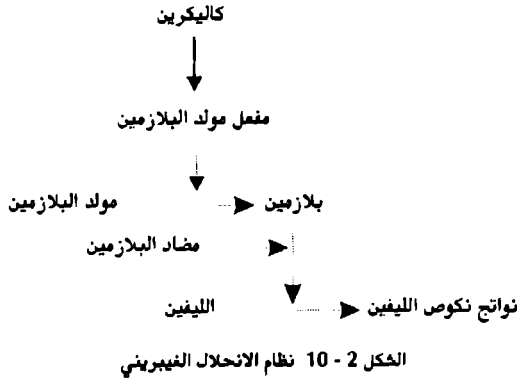 كاليكرين
مفعل مولد البلازمين
مولد البلازمين
بلازمين
مضاد البلازمين
الليفين
نواتج نكوص الليفين
الشكل 2 - 10 نظام الانحلال الفيبريني